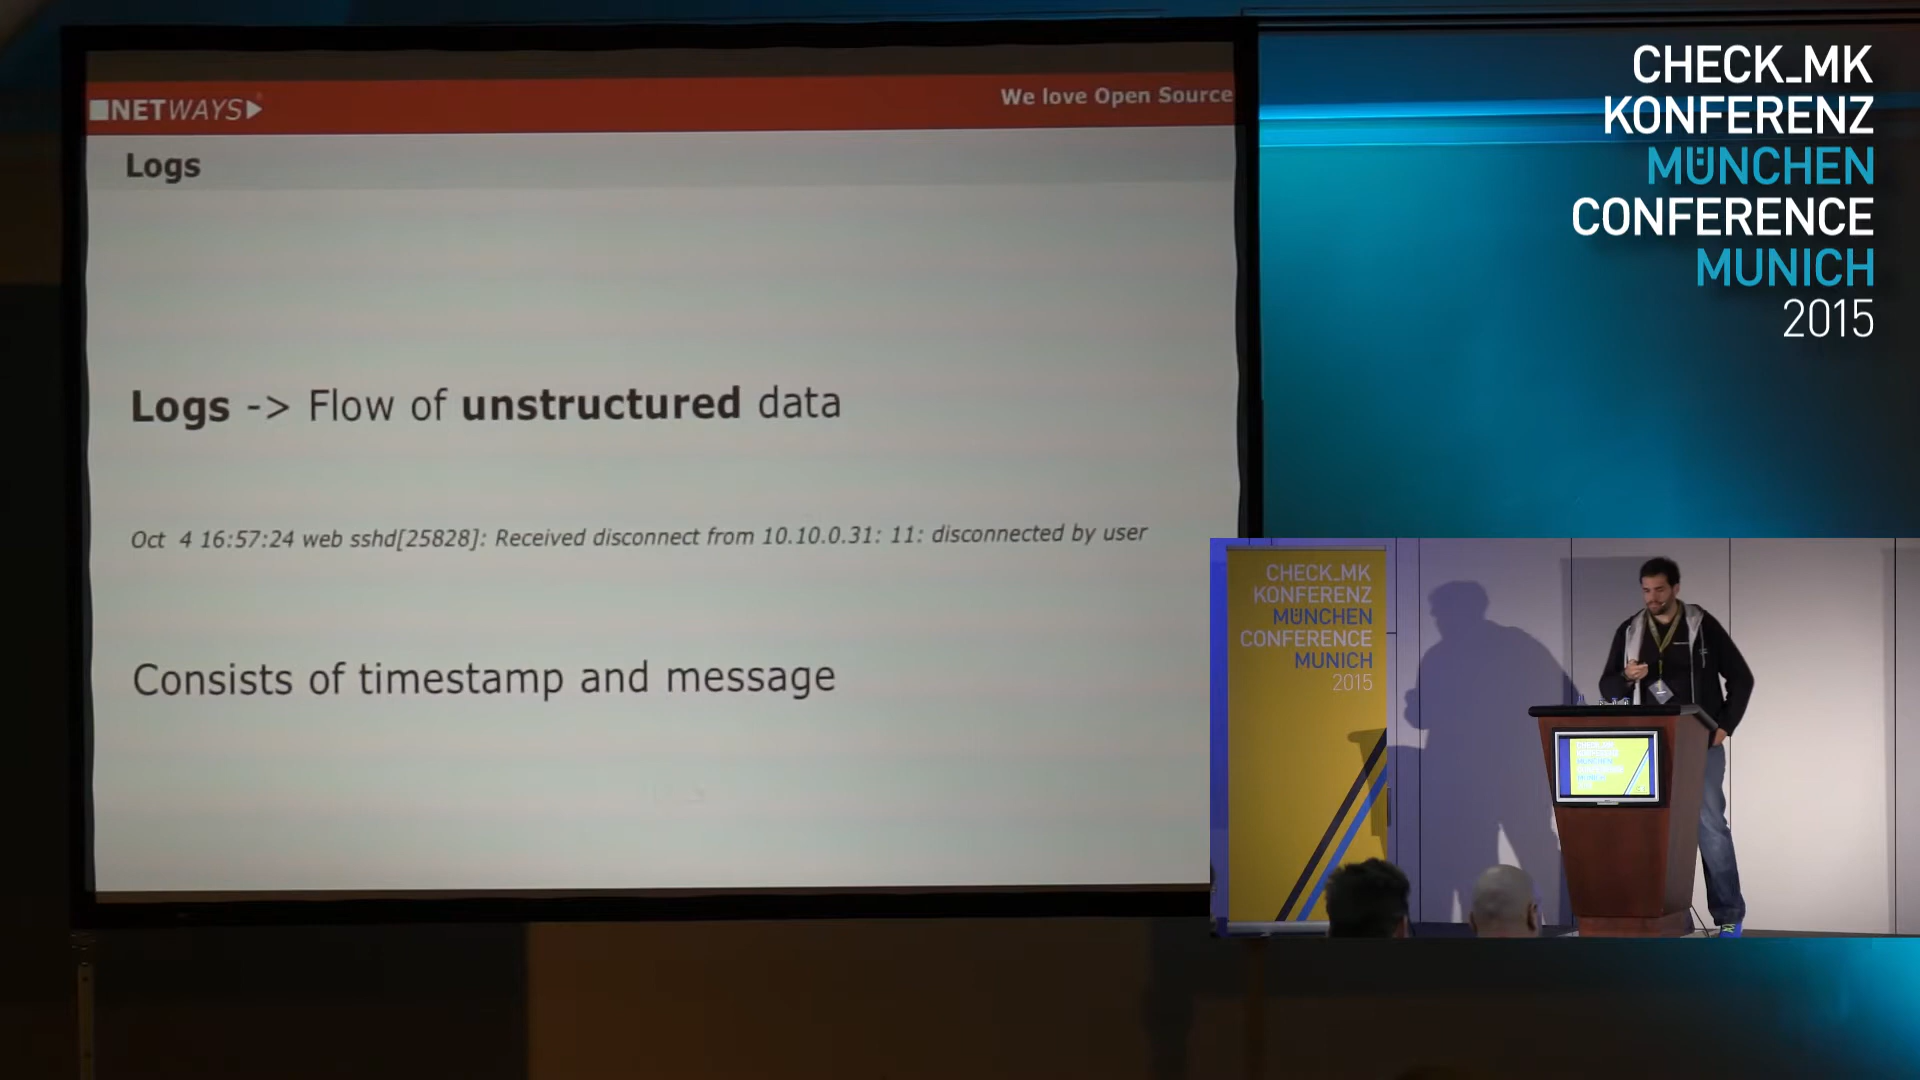 NETWAYS
We love Open Source
Logs
Logs -> Flow of unstructured data
Oct 4 16:57:24 web sshd[25828]: Received disconnect from 10.10.0.31: 11: disconnected by user
Consists of timestamp and message
CHECK_MK
KONFERENZ
MÜNCHEN
CONFERENCE
MUNICH
2015
CHECK_MK
KONFERENZ
MÜNCHEN
CONFERENCE
MUNICH
2015